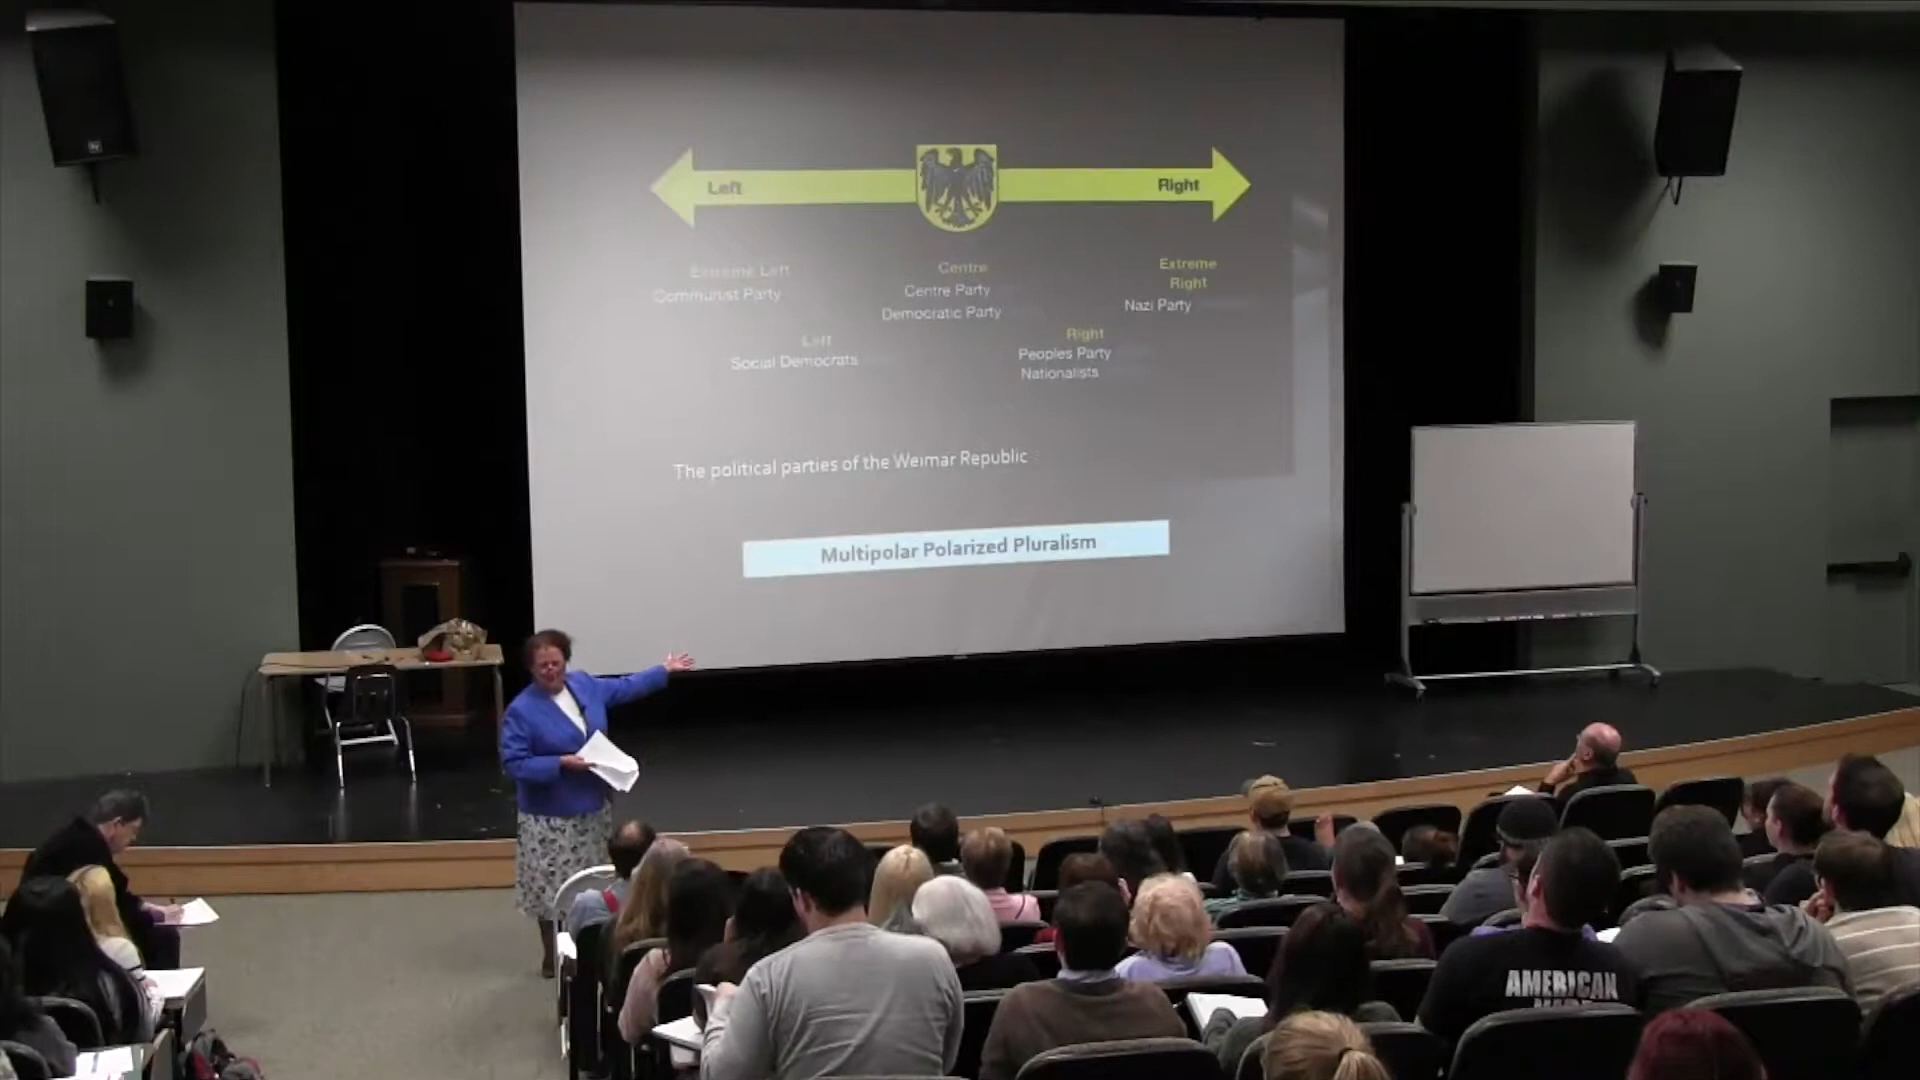 Left
Right
Extreme Left
Communist Party
Centre
Centre Party
Democratic Party
Extreme
Right
Nazi Party
Left
Social Democrats
Right
Peoples Party
Nationalists
The political parties of the Weimar Republic
Multipolar Polarized Pluralism
AMERICAN